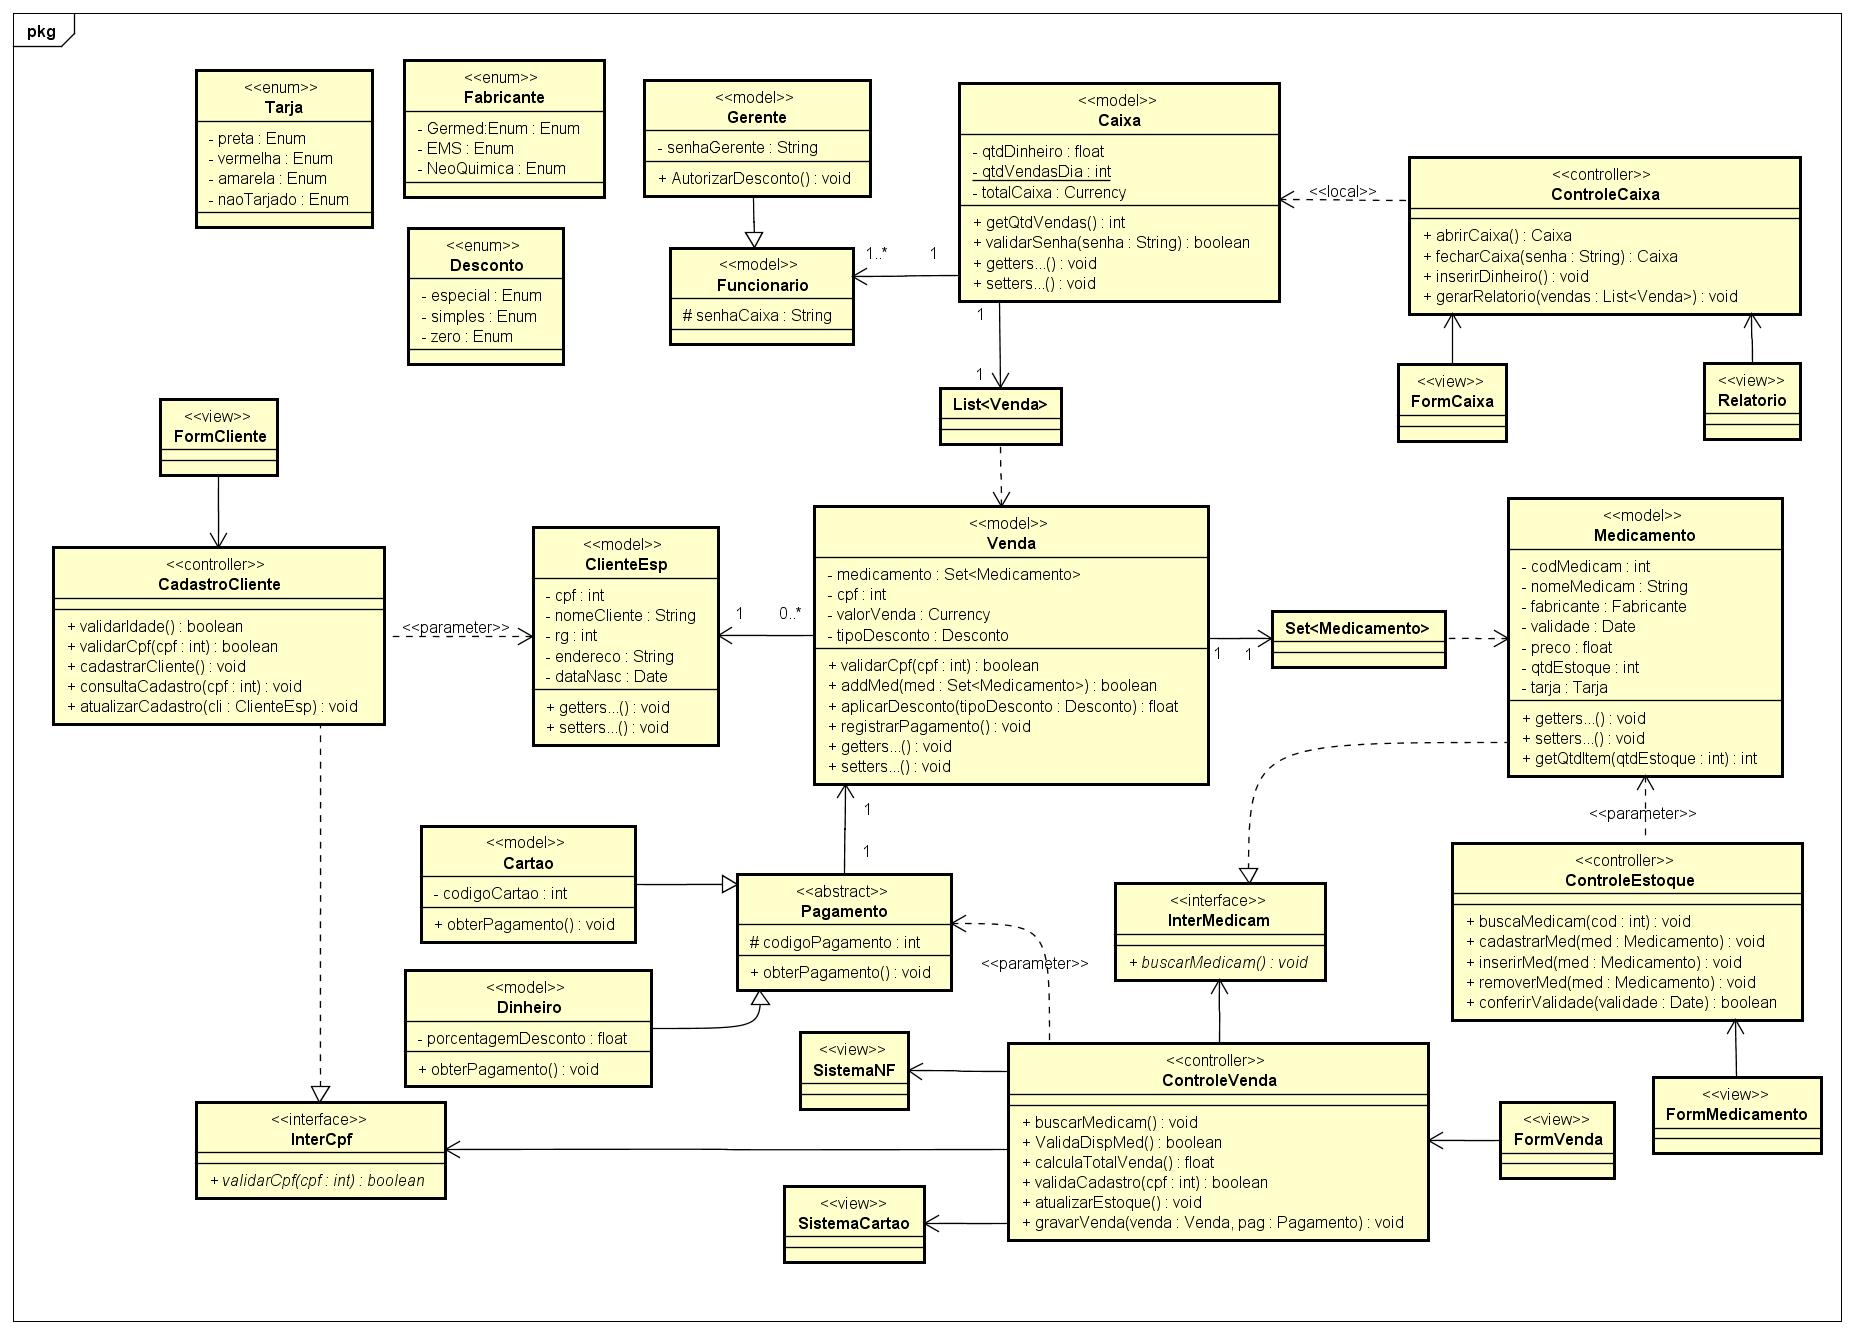 pkg
<<enum>>
Tarja
- preta : Enum
- vermelha : Enum
- amarela : Enum
- naoTarjado : Enum
<<enum>>
Fabricante
- Germed:Enum : Enum
- EMS : Enum
- NeoQuimica : Enum
<<enum>>
Desconto
- especial : Enum
- simples : Enum
- zero : Enum
<<model>>
Gerente
- senhaGerente : String
+ AutorizarDesconto() : void
<<model>>
Funcionario
# senhaCaixa : String
1..*
1
<<model>>
Caixa
- qtdDinheiro : float
- qtdVendasDia : int
- totalCaixa : Currency
+ getQtdVendas() : int
+ validarSenha(senha : String) : boolean
+ getters...() : void
+ setters...() : void
<<local>>
<<controller>>
ControleCaixa
+ abrirCaixa() : Caixa
+ fecharCaixa(senha : String) : Caixa
+ inserirDinheiro() : void
+ gerarRelatorio(vendas : List<Venda>) : void
<<view>>
FormCaixa
<<view>>
Relatorio
1
1
List<Venda>
<<view>>
FormCliente
<<controller>>
CadastroCliente
+ validarIdade() : boolean
+ validarCpf(cpf : int) : boolean
+ cadastrarCliente() : void
+ consultaCadastro(cpf : int) : void
+ atualizarCadastro(cli : ClienteEsp) : void
<<parameter>>
<<model>>
ClienteEsp
- cpf : int
- nomeCliente : String
- rg : int
- endereco : String
- dataNasc : Date
+ getters...() : void
+ setters...() : void
1
0..*
<<model>>
Venda
- medicamento : Set<Medicamento>
- cpf : int
- valorVenda : Currency
- tipoDesconto : Desconto
+ validarCpf(cpf : int) : boolean
+ addMed(med : Set<Medicamento>) : boolean
+ aplicarDesconto(tipoDesconto : Desconto) : float
+ registrarPagamento() : void
+ getters...() : void
+ setters...() : void
1
1
Set<Medicamento>
<<model>>
Medicamento
- codMedicam : int
- nomeMedicam : String
- fabricante : Fabricante
- validade : Date
- preco : float
- qtdEstoque : int
- tarja : Tarja
+ getters...() : void
+ setters...() : void
+ getQtdItem(qtdEstoque : int) : int
<<parameter>>
1
1
<<model>>
Cartao
- codigoCartao : int
+ obterPagamento() : void
<<abstract>>
Pagamento
# codigoPagamento : int
+ obterPagamento() : void
<<model>>
Dinheiro
- porcentagemDesconto : float
+ obterPagamento() : void
<<parameter>>
<<interface>>
InterMedicam
+ buscarMedicam() : void
<<controller>>
ControleEstoque
+ buscaMedicam(cod : int) : void
+ cadastrarMed(med : Medicamento) : void
+ inserirMed(med : Medicamento) : void
+ removerMed(med : Medicamento) : void
+ conferirValidade(validade : Date) : boolean
<<view>>
FormMedicamento
<<view>>
SistemaNF
<<interface>>
InterCpf
+ validarCpf(cpf : int) : boolean
<<controller>>
ControleVenda
+ buscarMedicam() : void
+ ValidaDispMed() : boolean
+ calculaTotalVenda() : float
+ validaCadastro(cpf : int) : boolean
+ atualizarEstoque() : void
+ gravarVenda(venda : Venda, pag : Pagamento) : void
<<view>>
FormVenda
<<view>>
SistemaCartao